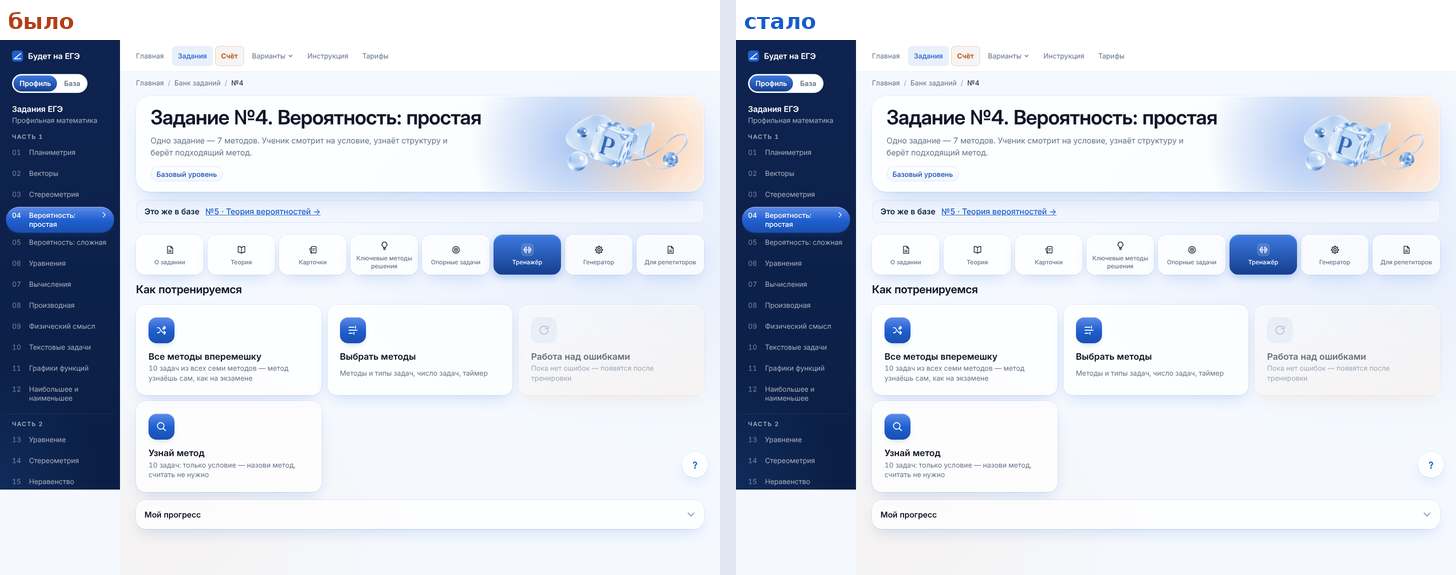 было
Будет на ЕГЭ
Профиль База
Задания ЕГЭ
Профильная математика
ЧАСТЬ 1
01 Планиметрия
02 Векторы
03 Стереометрия
04 Вероятность:
простая
05 Вероятность: сложная
06 Уравнения
07 Вычисления
08 Производная
09 Физический смысл
10 Текстовые задачи
11 Графики функций
12 Наибольшее и
наименьшее
ЧАСТЬ 2
13 Уравнение
14 Стереометрия
15 Неравенство
Главная Задания Счёт Варианты Инструкция Тарифы
Главная / Банк заданий / №4
Задание №4. Вероятность: простая
Одно задание — 7 методов. Ученик смотрит на условие, узнаёт структуру и
берёт подходящий метод.
Базовый уровень
P
Это же в базе №5 · Теория вероятностей →
О задании
Теория
Карточки
Ключевые методы
решения
Опорные задачи
Тренажёр
Генератор
Для репетиторов
Как потренируемся
Все методы вперемешку
10 задач из всех семи методов — метод
узнаёшь сам, как на экзамене
Выбрать методы
Методы и типы задач, число задач, таймер
Работа над ошибками
Пока нет ошибок — появятся после
тренировки
Узнай метод
10 задач: только условие — назови метод,
считать не нужно
?
Мой прогресс
стало
Будет на ЕГЭ
Профиль База
Задания ЕГЭ
Профильная математика
ЧАСТЬ 1
01 Планиметрия
02 Векторы
03 Стереометрия
04 Вероятность:
простая
05 Вероятность: сложная
06 Уравнения
07 Вычисления
08 Производная
09 Физический смысл
10 Текстовые задачи
11 Графики функций
12 Наибольшее и
наименьшее
ЧАСТЬ 2
13 Уравнение
14 Стереометрия
15 Неравенство
Главная Задания Счёт Варианты Инструкция Тарифы
Главная / Банк заданий / №4
Задание №4. Вероятность: простая
Одно задание — 7 методов. Ученик смотрит на условие, узнаёт структуру и
берёт подходящий метод.
Базовый уровень
P
Это же в базе №5 · Теория вероятностей →
О задании
Теория
Карточки
Ключевые методы
решения
Опорные задачи
Тренажёр
Генератор
Для репетиторов
Как потренируемся
Все методы вперемешку
10 задач из всех семи методов — метод
узнаёшь сам, как на экзамене
Выбрать методы
Методы и типы задач, число задач, таймер
Работа над ошибками
Пока нет ошибок — появятся после
тренировки
Узнай метод
10 задач: только условие — назови метод,
считать не нужно
?
Мой прогресс